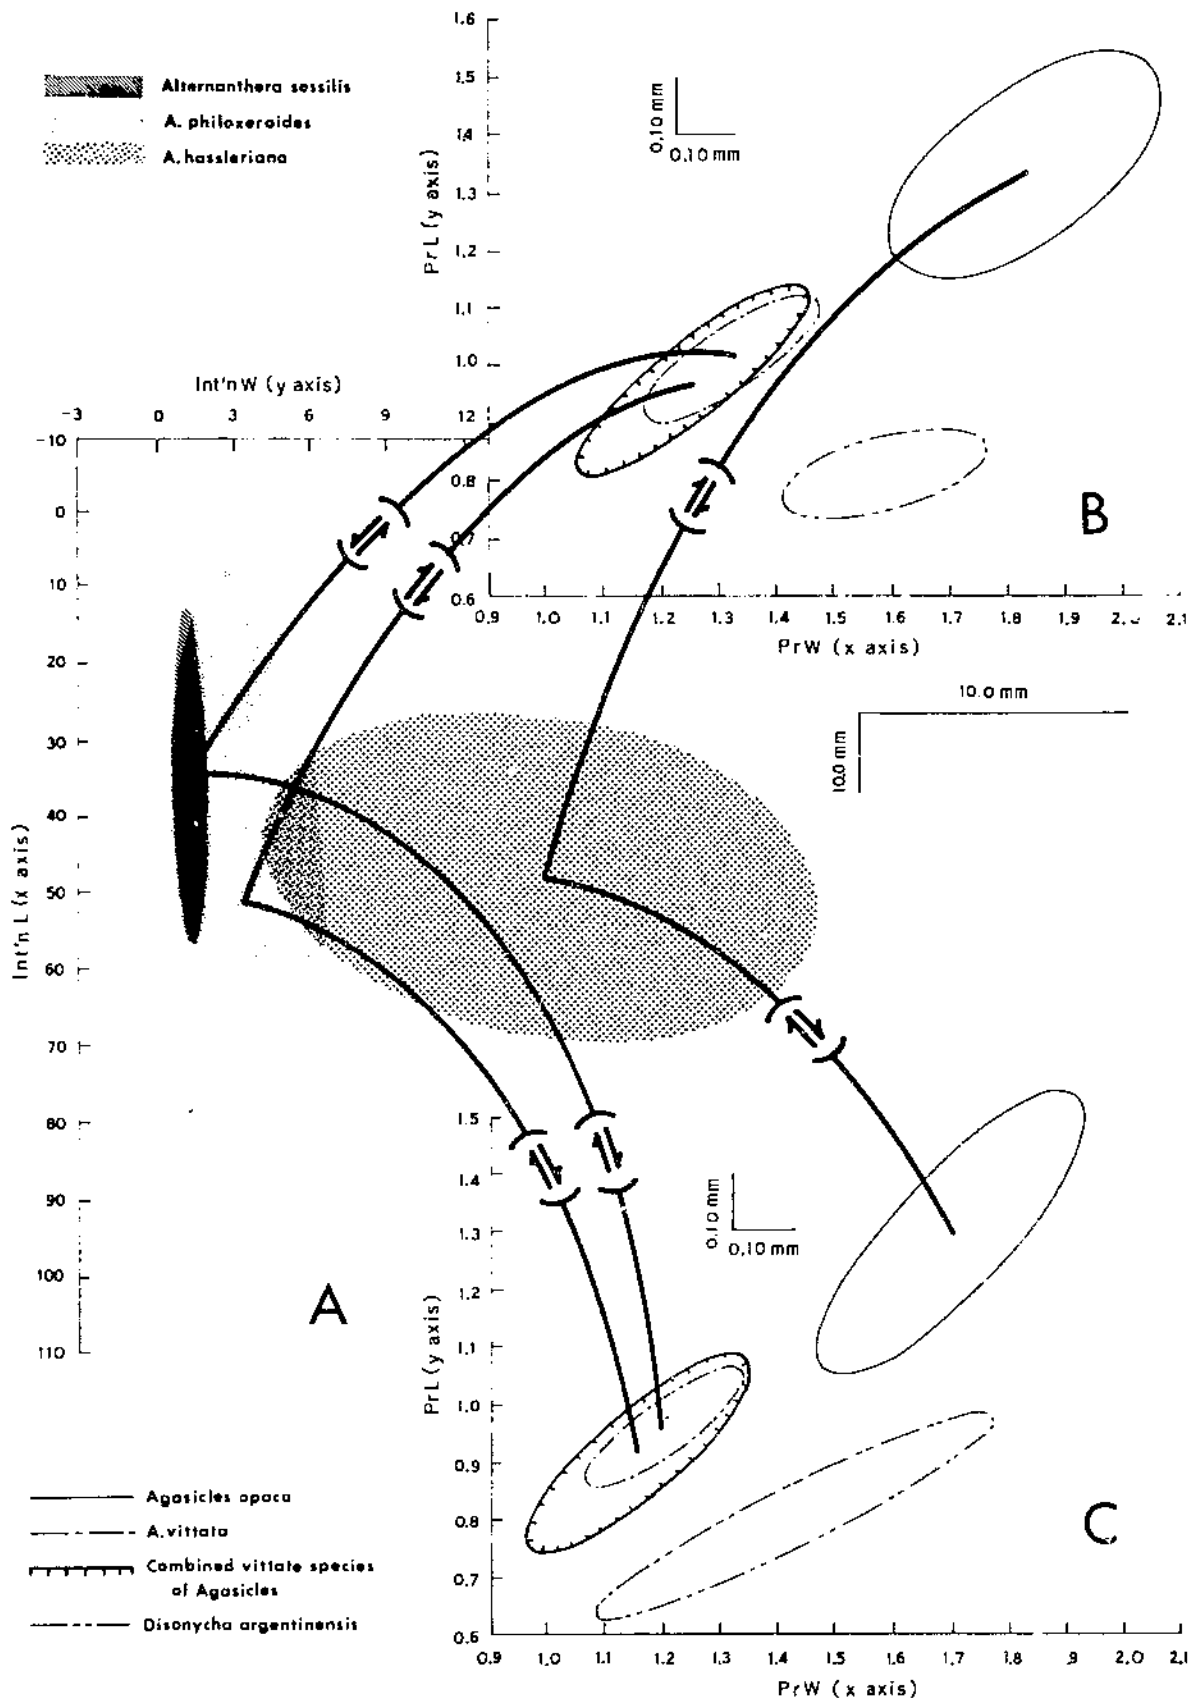 Alternanthera sessilis
A. philoxeroides
A. hassleriana
1.6
1.5
1.4
1.3
1.2
1.1
1.0
0.8
0.7
0.6
PrL (y axis)
0.10 mm
0.10 mm
B
0.9 1.0 1.1 1.2 1.3 1.4 1.5 1.6 1.7 1.8 1.9 2.0 2.1
PrW (x axis)
Int'n W (y axis)
-3 0 3 6 9 12
-10
0
10
20
30
40
50
60
70
80
90
100
110
Int'n L (x axis)
10.0 mm
10.0 mm
A
1.5
1.4
1.3
1.2
1.1
1.0
0.9
0.8
0.7
0.6
PrL (y axis)
0.10 mm
0.10 mm
C
0.9 1.0 1.1 1.2 1.3 1.4 1.5 1.6 1.7 1.8 .9 2.0 2.1
PrW (x axis)
Agasicles opaca
A. vittata
Combined vittate species
of Agasicles
Disonycha argentinensis